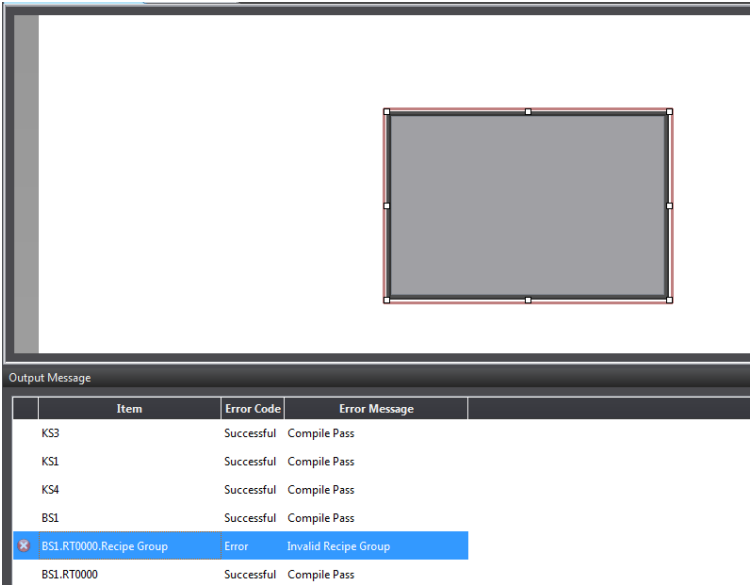 Output Message
Item Error Code Error Message
KS3 Successful Compile Pass
KS1 Successful Compile Pass
KS4 Successful Compile Pass
BS1 Successful Compile Pass
BS1.RT0000.Recipe Group Error Invalid Recipe Group
BS1.RT0000 Successful Compile Pass